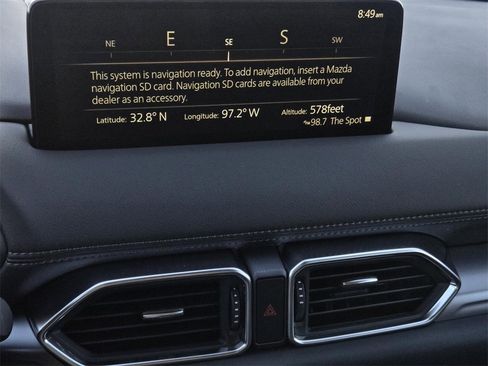 8:49am
NE E SE S SW
This system is navigation ready. To add navigation, insert a Mazda
navigation SD card. Navigation SD cards are available from your
dealer as an accessory.
Latitude: 32.8° N Longitude: 97.2° W Altitude: 578feet
98.7 The Spot